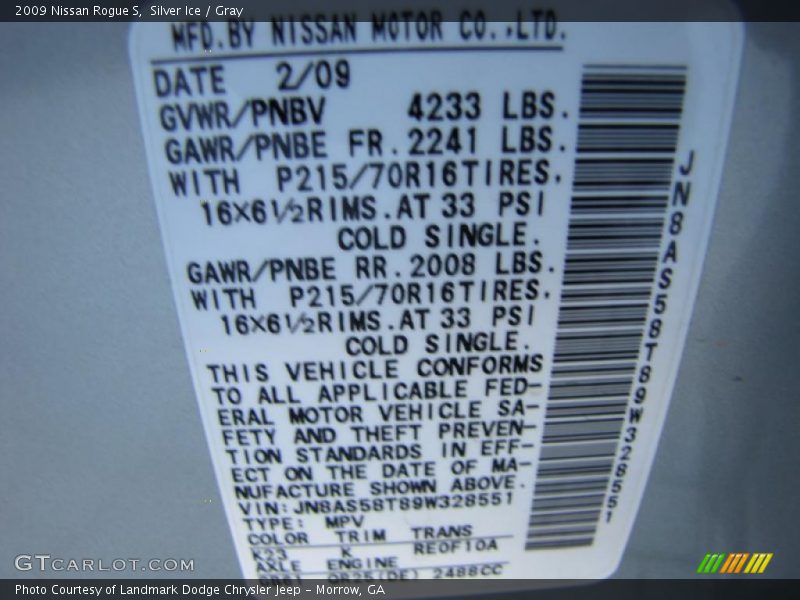 2009 Nissan Rogue S, Silver Ice / Gray
MFD.BY NISSAN MOTOR CO.,LTD.
DATE 2/09
GVWR/PNBV 4233 LBS.
GAWR/PNBE FR.2241 LBS.
WITH P215/70R16TIRES.
16X6½RIMS.AT 33 PSI
COLD SINGLE.
GAWR/PNBE RR.2008 LBS.
WITH P215/70R16TIRES.
16X6½RIMS.AT 33 PSI
COLD SINGLE.
THIS VEHICLE CONFORMS
TO ALL APPLICABLE FED-
ERAL MOTOR VEHICLE SA-
FETY AND THEFT PREVEN-
TION STANDARDS IN EFF-
ECT ON THE DATE OF MA-
NUFACTURE SHOWN ABOVE.
VIN:JN8AS58T89W328551
TYPE: MPV
COLOR TRIM TRANS
K23 K RE0F10A
AXLE ENGINE
QR25(DE) 2488CC
JN8AS58T89W328551
GTCARLOT.COM
Photo Courtesy of Landmark Dodge Chrysler Jeep - Morrow, GA